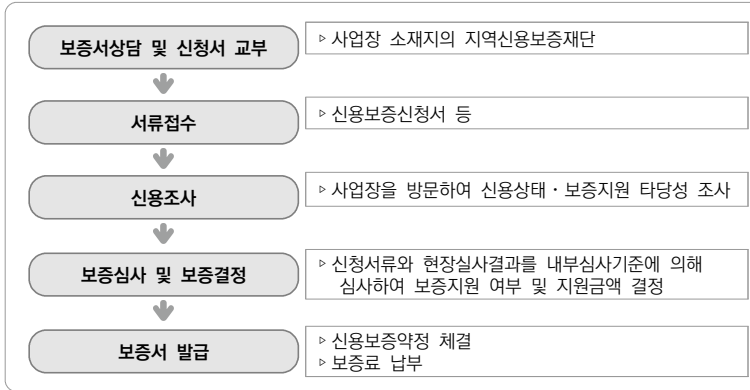 보증서상담 및 신청서 교부
▹사업장 소재지의 지역신용보증재단
서류접수
▹신용보증신청서 등
신용조사
▹사업장을 방문하여 신용상태・보증지원 타당성 조사
보증심사 및 보증결정
▹신청서류와 현장실사결과를 내부심사기준에 의해
심사하여 보증지원 여부 및 지원금액 결정
보증서 발급
▹신용보증약정 체결
▹보증료 납부